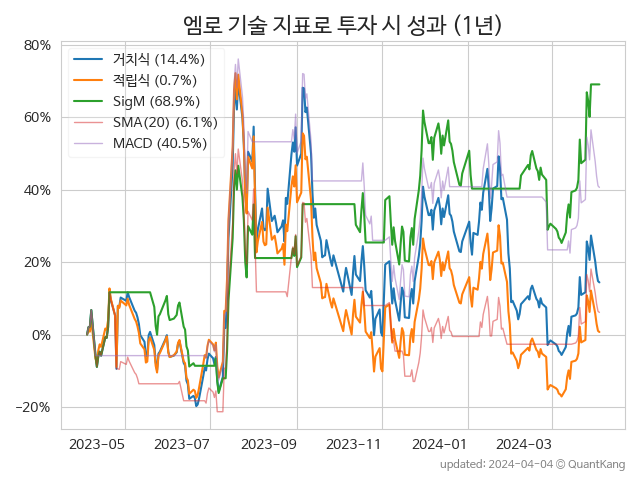 엠로 기술 지표로 투자 시 성과 (1년)
80%
60%
40%
20%
0%
−20%
거치식 (14.4%)
적립식 (0.7%)
SigM (68.9%)
SMA(20) (6.1%)
MACD (40.5%)
2023−05
2023−07
2023−09
2023−11
2024−01
2024−03
updated: 2024-04-04 © QuantKang